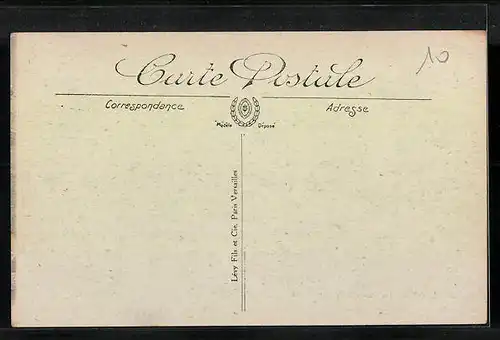 10
Carte Postale
Correspondance
Adresse
Modèle Déposé
Lévy Fils et Cie, Paris Versailles